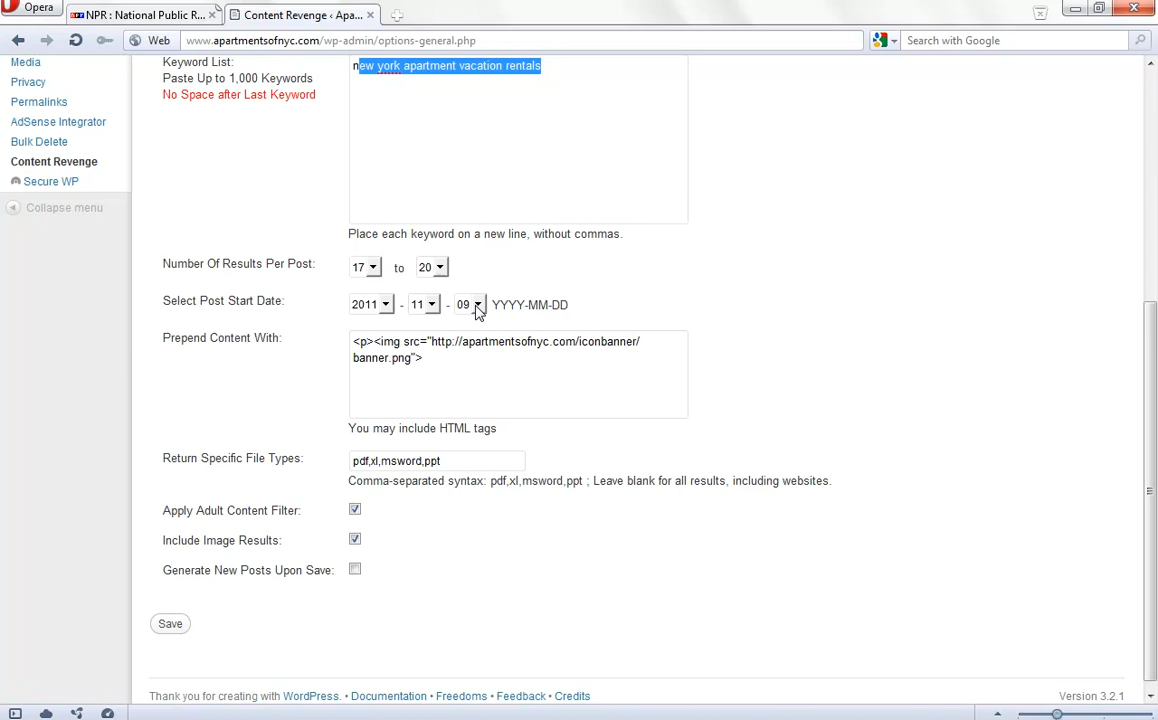 Opera
NPR : National Public R...
Content Revenge ‹ Apa...
Web
www.apartmentsofnyc.com/wp-admin/options-general.php
Search with Google
Media
Privacy
Permalinks
AdSense Integrator
Bulk Delete
Content Revenge
Secure WP
Collapse menu
Keyword List:
Paste Up to 1,000 Keywords
No Space after Last Keyword
new york apartment vacation rentals
Place each keyword on a new line, without commas.
Number Of Results Per Post:
17 to 20
Select Post Start Date:
2011 - 11 - 09 YYYY-MM-DD
Prepend Content With:
<p><img src="http://apartmentsofnyc.com/iconbanner/
banner.png">
You may include HTML tags
Return Specific File Types:
pdf,xl,msword,ppt
Comma-separated syntax: pdf,xl,msword,ppt ; Leave blank for all results, including websites.
Apply Adult Content Filter:
Include Image Results:
Generate New Posts Upon Save:
Save
Thank you for creating with WordPress. • Documentation • Freedoms • Feedback • Credits
Version 3.2.1